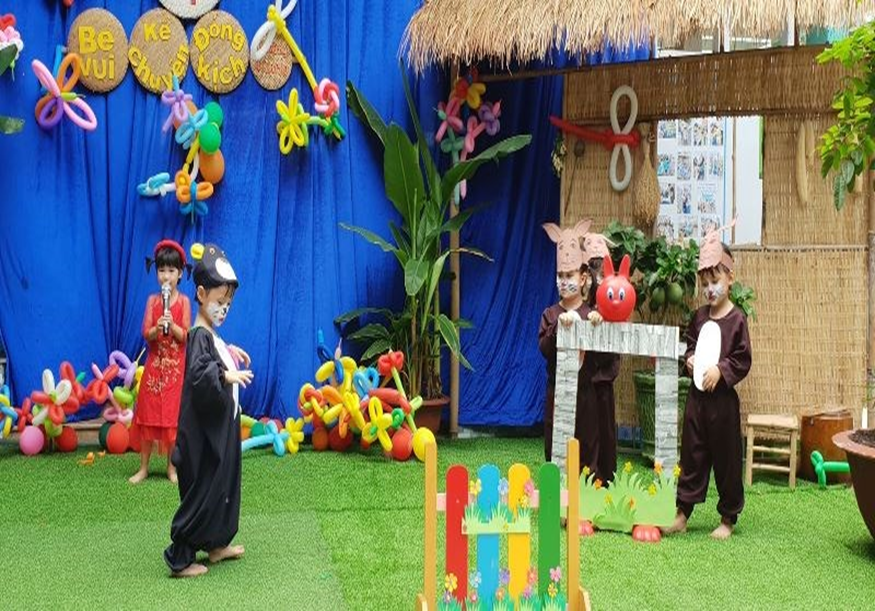 Bé vui
Kể chuyện
Đóng kịch